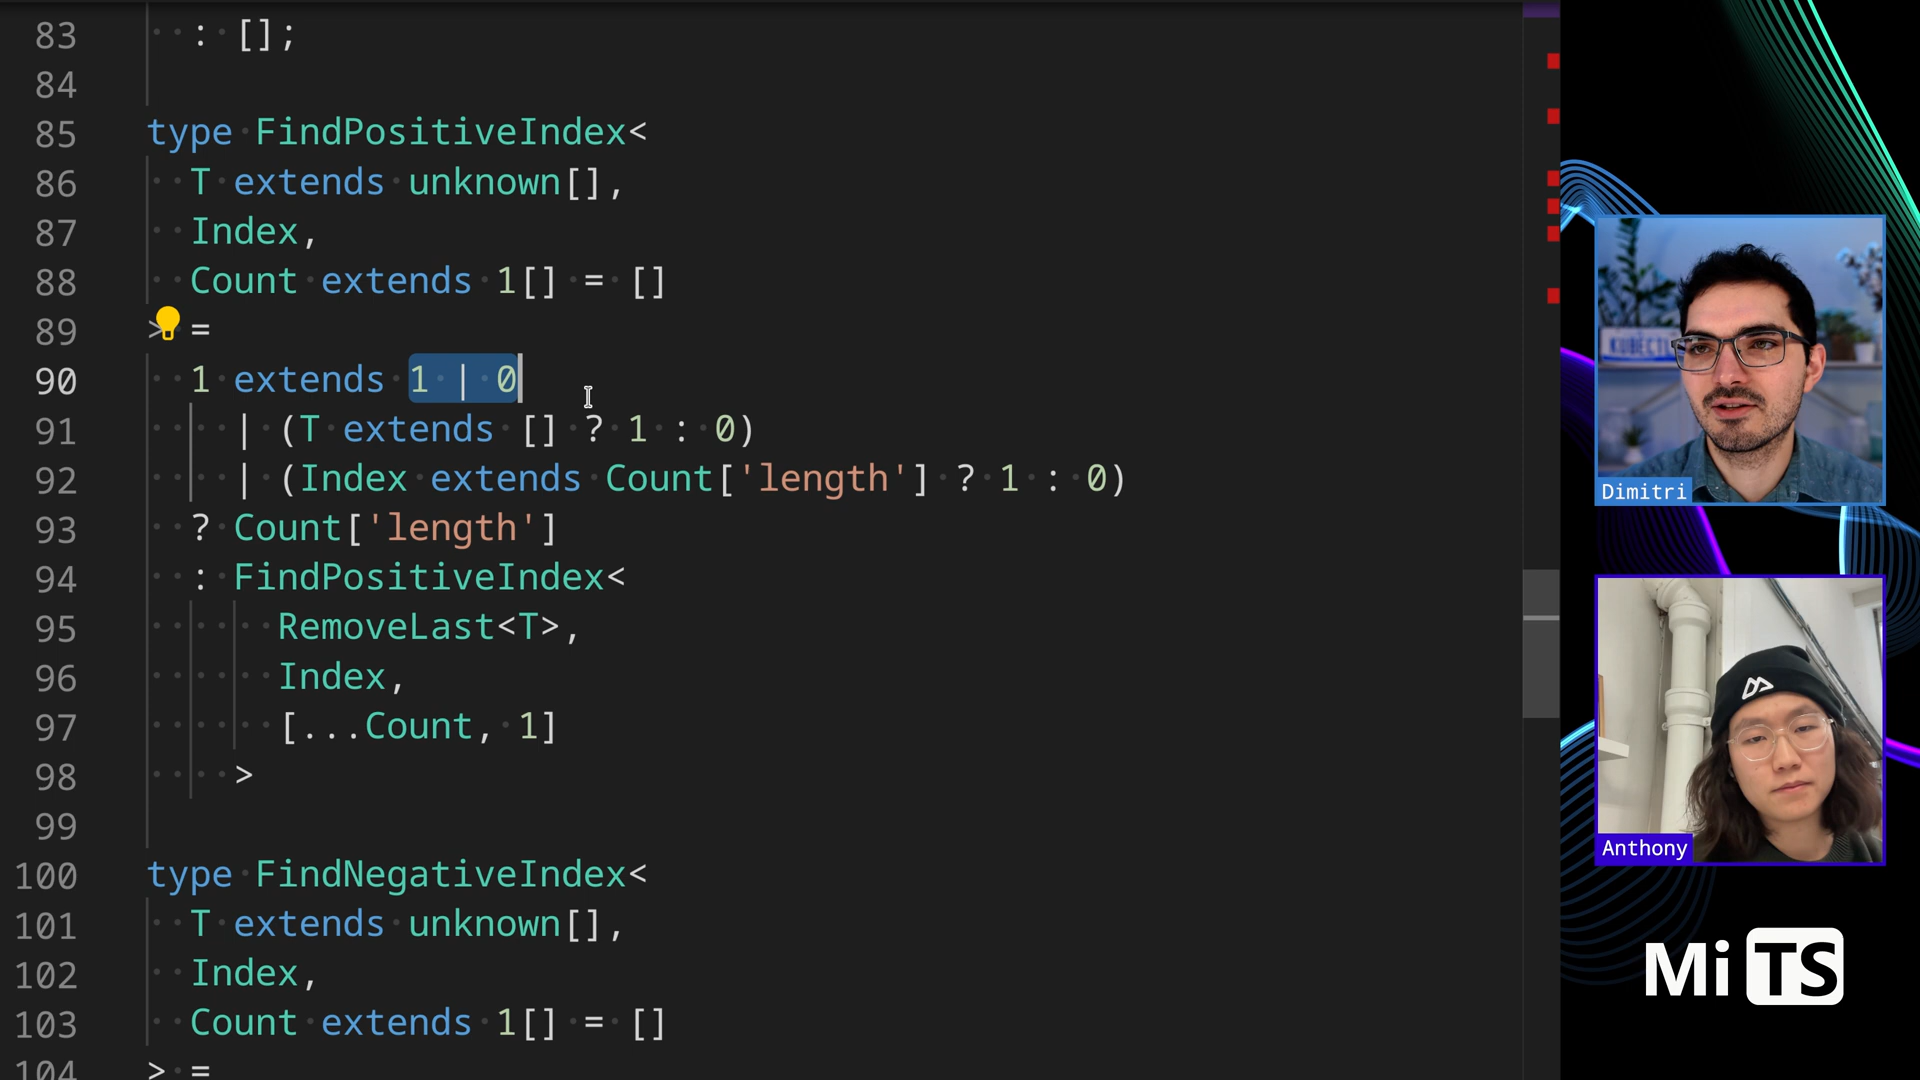 83 : [];
84
85 type FindPositiveIndex<
86 T extends unknown[],
87 Index,
88 Count extends 1[] = []
89 > =
90 1 extends 1 | 0
91 | (T extends [] ? 1 : 0)
92 | (Index extends Count['length'] ? 1 : 0)
93 ? Count['length']
94 : FindPositiveIndex<
95 RemoveLast<T>,
96 Index,
97 [...Count, 1]
98 >
99
100 type FindNegativeIndex<
101 T extends unknown[],
102 Index,
103 Count extends 1[] = []
104 > =
Dimitri
Anthony
MiTS